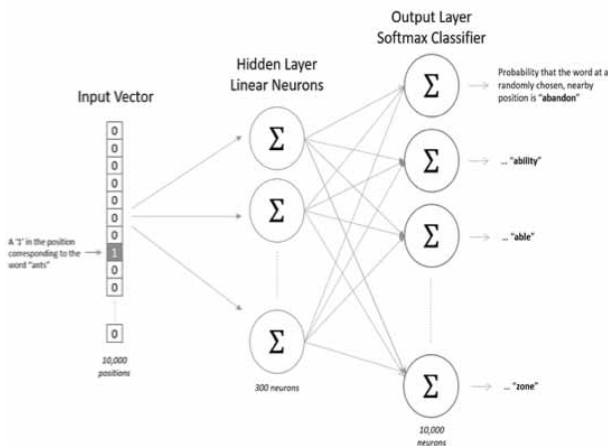 Output Layer
Softmax Classifier
Hidden Layer
Linear Neurons
Input Vector
0
0
0
0
0
0
0
1
0
0
0
A ‘1’ in the position
corresponding to the
word “ants”
10,000
positions
Σ
Σ
Σ
300 neurons
Σ
Σ
Σ
Σ
10,000
neurons
Probability that the word at a
randomly chosen, nearby
position is “abandon”
... “ability”
... “able”
... “zone”